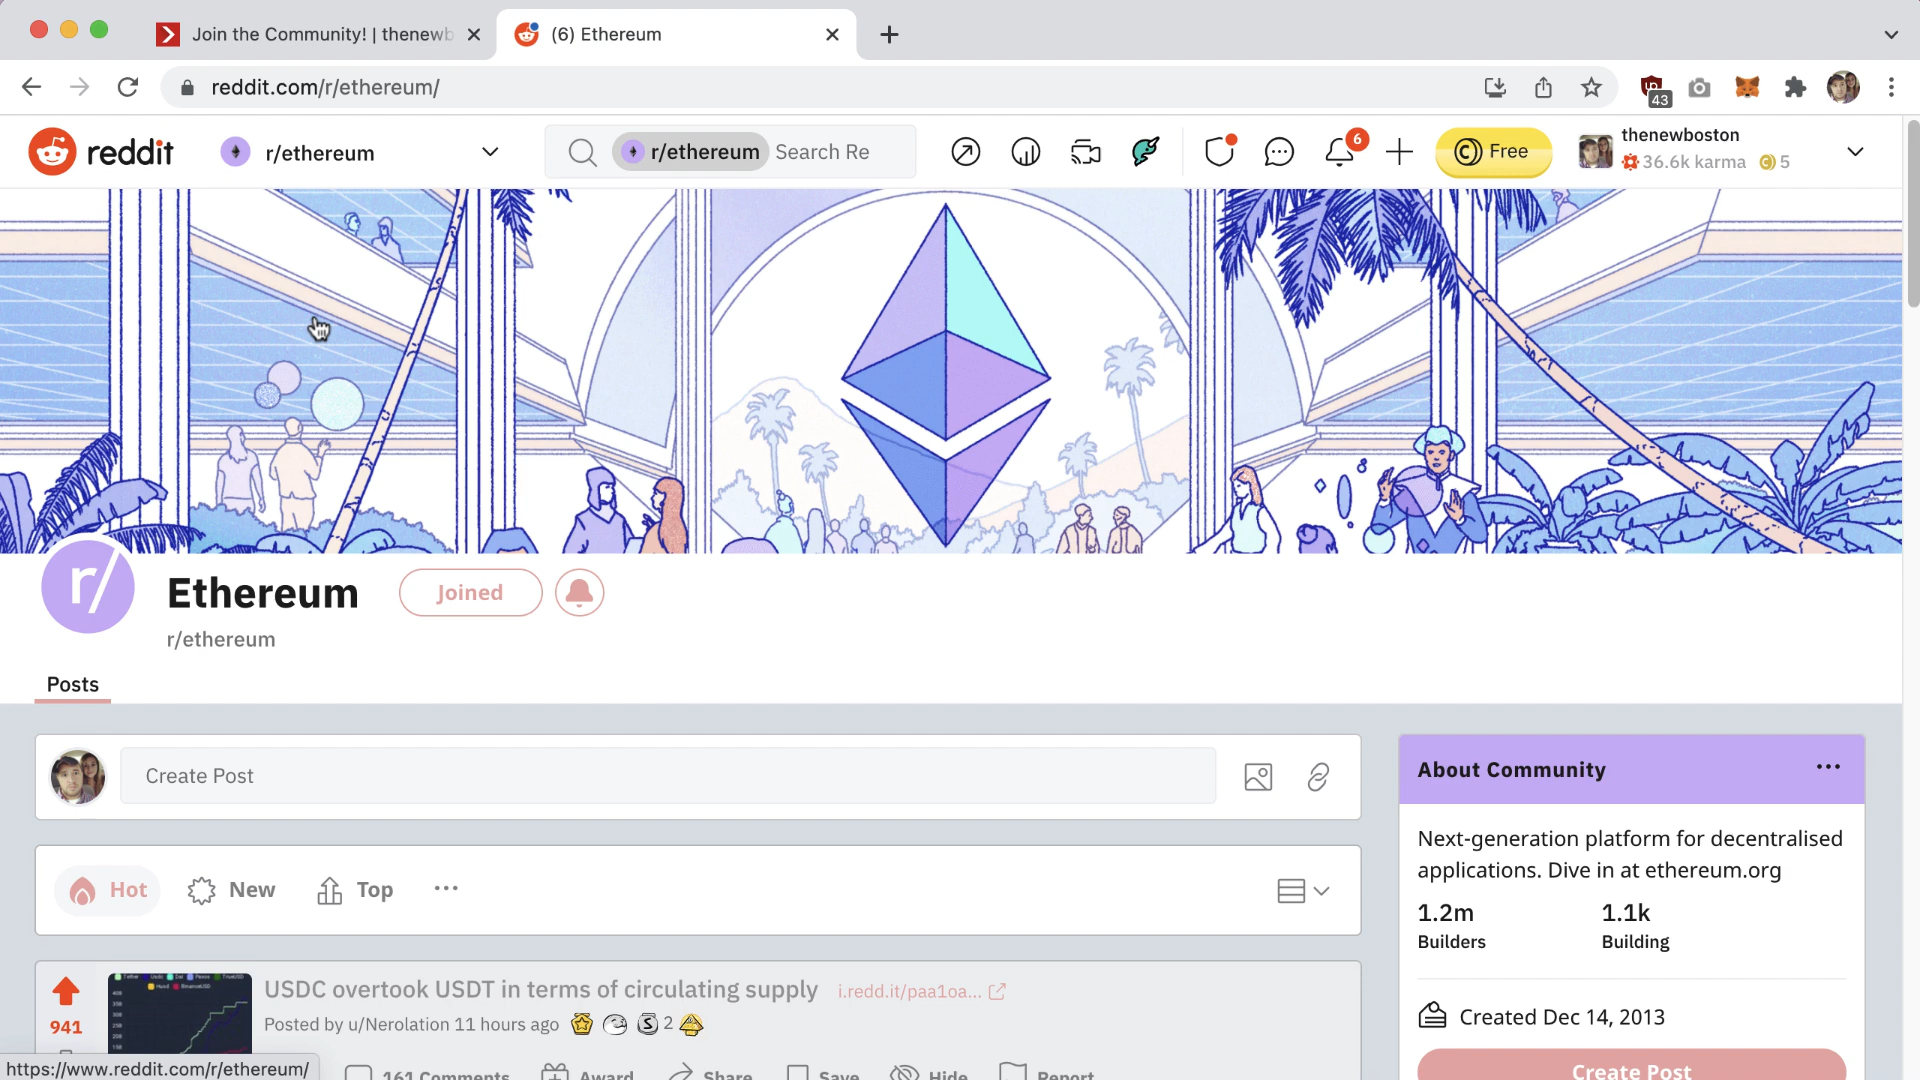 Join the Community! | thenewb
(6) Ethereum
reddit.com/r/ethereum/
43
reddit
r/ethereum
r/ethereum
Search Re
6
Free
thenewboston
36.6k karma
5
r/
Ethereum
Joined
r/ethereum
Posts
Create Post
Hot
New
Top
About Community
Next-generation platform for decentralised
applications. Dive in at ethereum.org
1.2m
1.1k
Builders
Building
Created Dec 14, 2013
Create Post
941
USDC overtook USDT in terms of circulating supply
i.redd.it/paa1oa...
Posted by u/Nerolation 11 hours ago
2
161 Comments
Award
Share
Save
Hide
Report
https://www.reddit.com/r/ethereum/